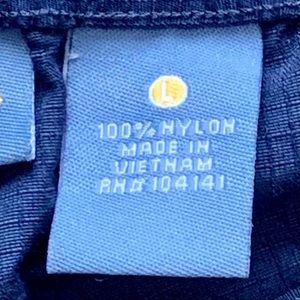 L
100% NYLON
MADE IN
VIETNAM
RN# 104141